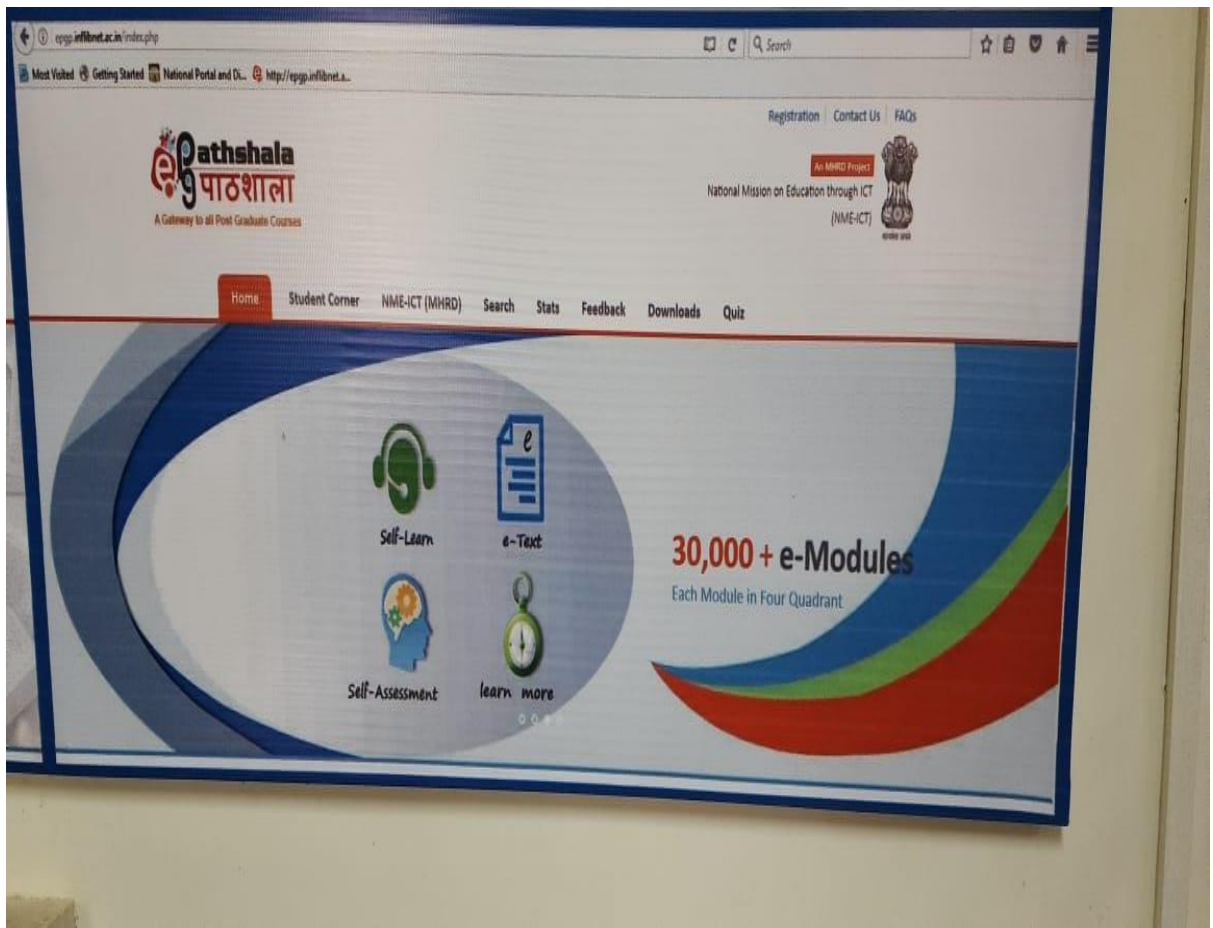 epgp.inflibnet.ac.in/index.php
Search
Most Visited Getting Started National Portal and Di... http://epgp.inflibnet.a...
Registration Contact Us FAQs
epg Pathshala
पाठशाला
A Gateway to all Post Graduate Courses
An MHRD Project
National Mission on Education through ICT
(NME-ICT)
Home Student Corner NME-ICT (MHRD) Search Stats Feedback Downloads Quiz
e
Self-Learn e-Text
30,000 + e-Modules
Each Module in Four Quadrant
Self-Assessment learn more